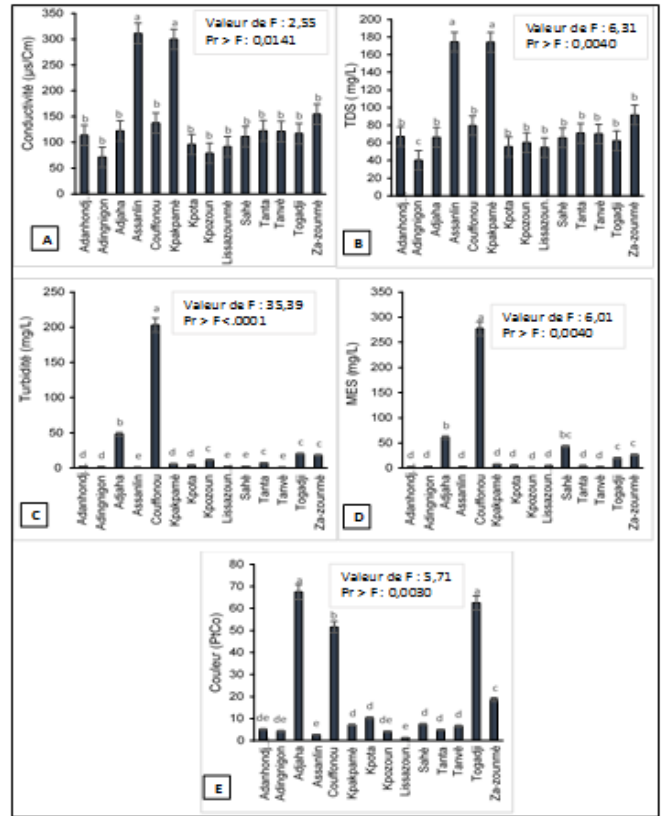 Valeur de F : 2,55
Pr > F : 0,0141
Conductivité (µs/Cm)
350
300
250
200
150
100
50
0
b c b a b a b b b b b b b b
Adanhondj. Adingnigon Adjaha Assanlin Couffonou Kpakpamè Kpota Kpozoun Lissazounmè Sahè Tanta Tanvè Togadji Za-zounmè
A
Valeur de F : 6,31
Pr > F : 0,0040
TDS (mg/L)
200
180
160
140
120
100
80
60
40
20
0
b c b a b a b b b b b b b b
Adanhondj. Adingnigon Adjaha Assanlin Couffonou Kpakpamè Kpota Kpozoun Lissazoun.. Sahè Tanta Tanvè Togadji Za-zounmè
B
Valeur de F : 35,39
Pr > F<.0001
Turbidité (mg/L)
250
200
150
100
50
0
d d b e a d d c e d c e c c
Adanhondj. Adingnigon Adjaha Assanlin Couffonou Kpakpamè Kpota Kpozoun. Lissazoun. Sahè Tanta Tanvè Togadji Za-zounmè
C
Valeur de F : 6,01
Pr > F : 0,0040
MES (mg/L)
350
300
250
200
150
100
50
0
d d b d a d d d d bc d d c c
Adanhondj.. Adingnigon Adjaha Assanlin Couffonou Kpakpamè Kpota Kpozoun Lissazoun.. Sahè Tanta Tanvè Togadji Za-zounmè
D
Valeur de F : 5,71
Pr > F : 0,0030
Couleur (PtCo)
80
70
60
50
40
30
20
10
0
de de a e b d d de e d d d a c
Adanhondj.. Adingnigon Adjaha Assanlin Couffonou Kpakpamè Kpota Kpozoun Lissazoun.. Sahè Tanta Tanvè Togadji Za-zounmè
E